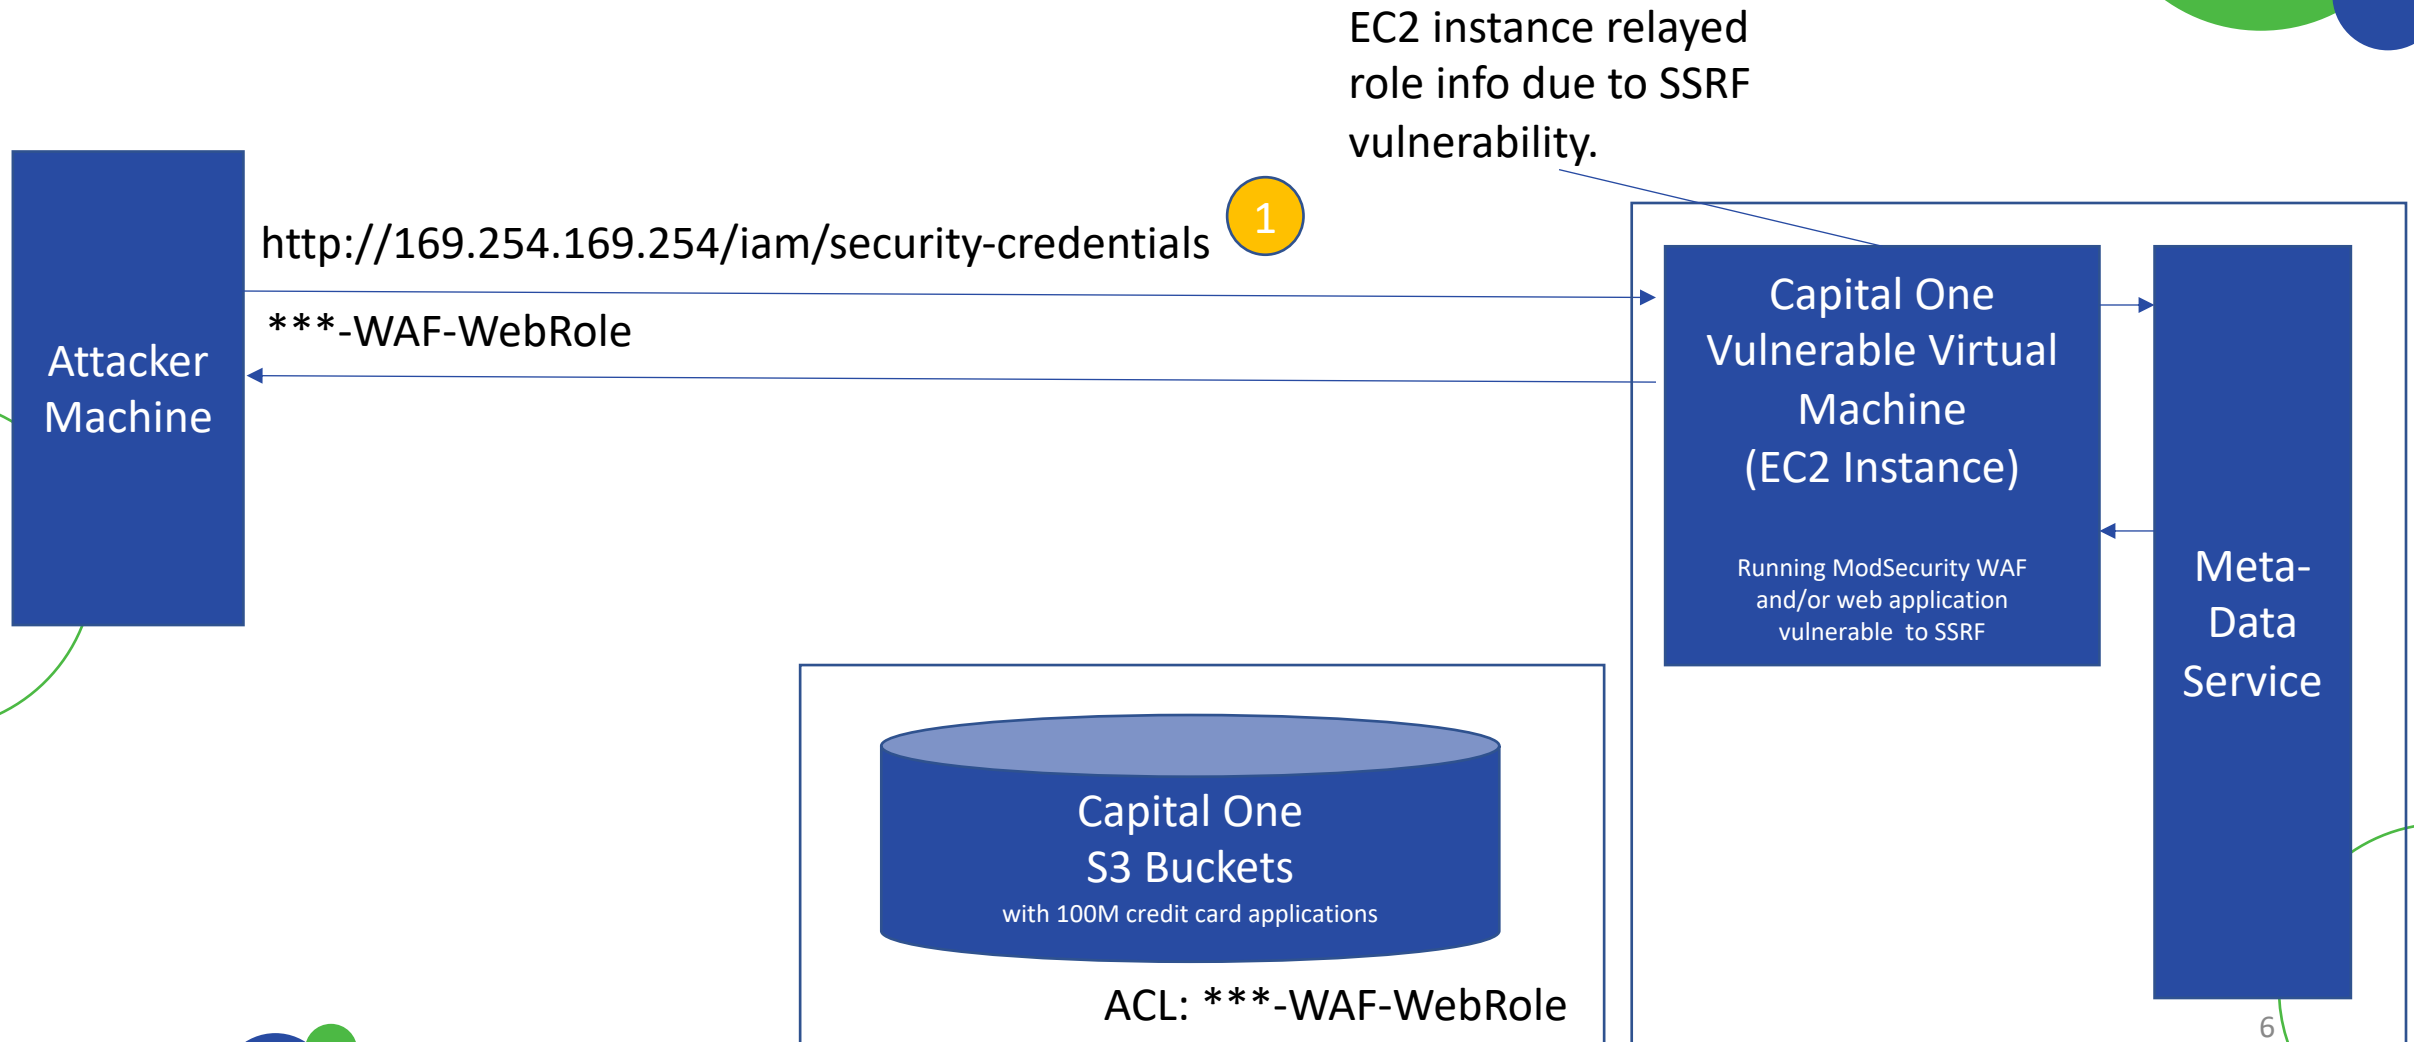 EC2 instance relayed
role info due to SSRF
vulnerability.
1
http://169.254.169.254/iam/security-credentials
***-WAF-WebRole
Attacker
Machine
Capital One
Vulnerable Virtual
Machine
(EC2 Instance)
Running ModSecurity WAF
and/or web application
vulnerable to SSRF
Meta-
Data
Service
Capital One
S3 Buckets
with 100M credit card applications
ACL: ***-WAF-WebRole
6